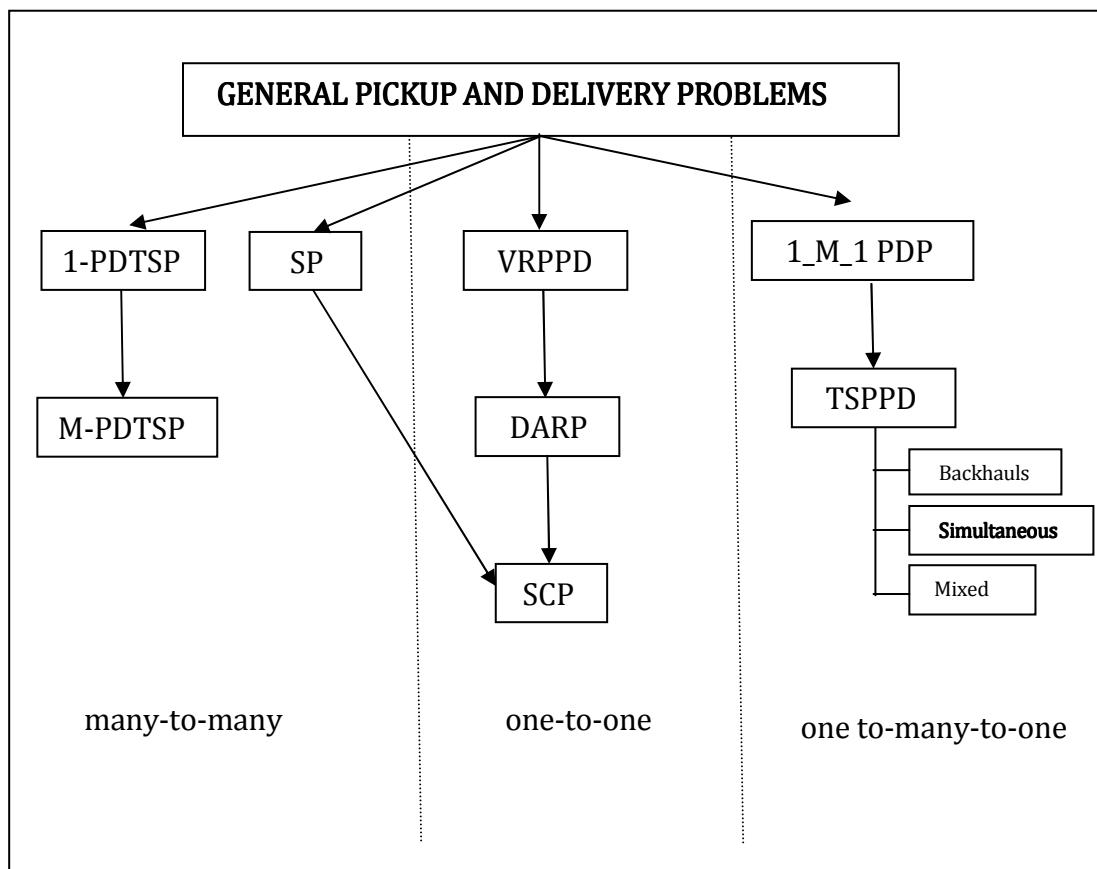 GENERAL PICKUP AND DELIVERY PROBLEMS
1-PDTSP
SP
VRPPD
1_M_1 PDP
M-PDTSP
DARP
TSPPD
Backhauls
Simultaneous
SCP
Mixed
many-to-many
one-to-one
one to-many-to-one